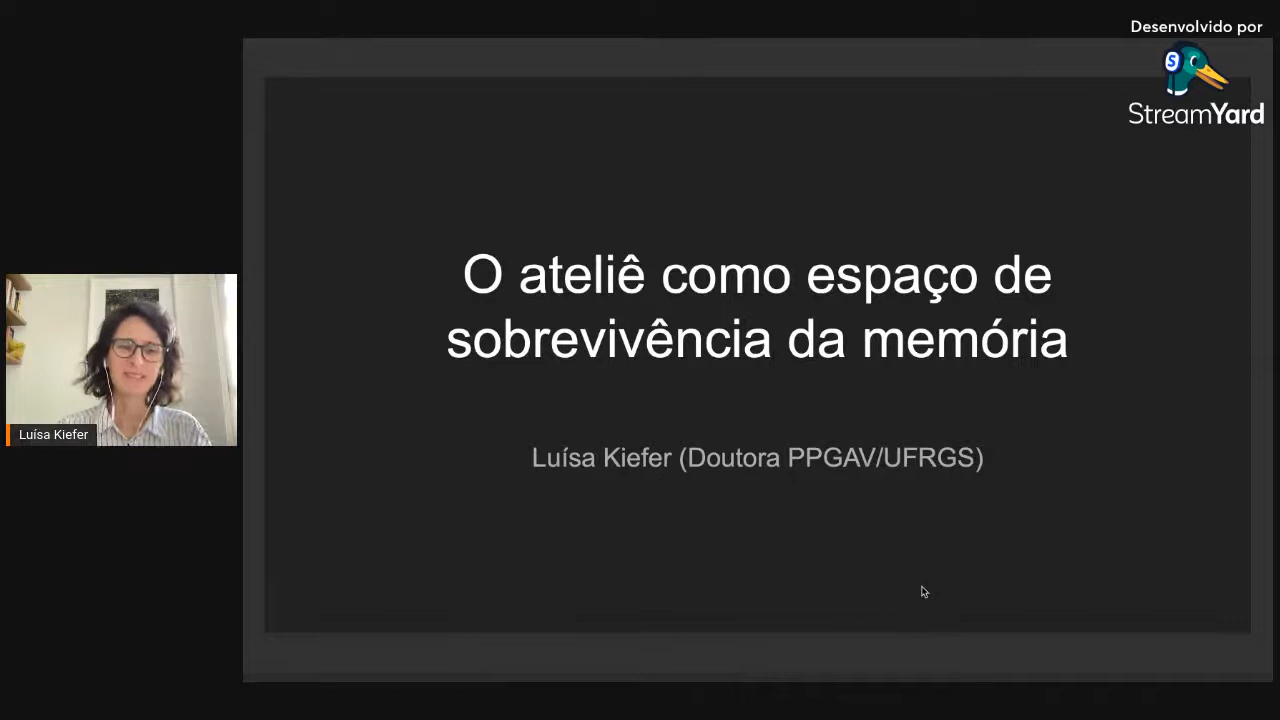 Desenvolvido por
StreamYard
O ateliê como espaço de
sobrevivência da memória
Luísa Kiefer (Doutora PPGAV/UFRGS)
Luísa Kiefer